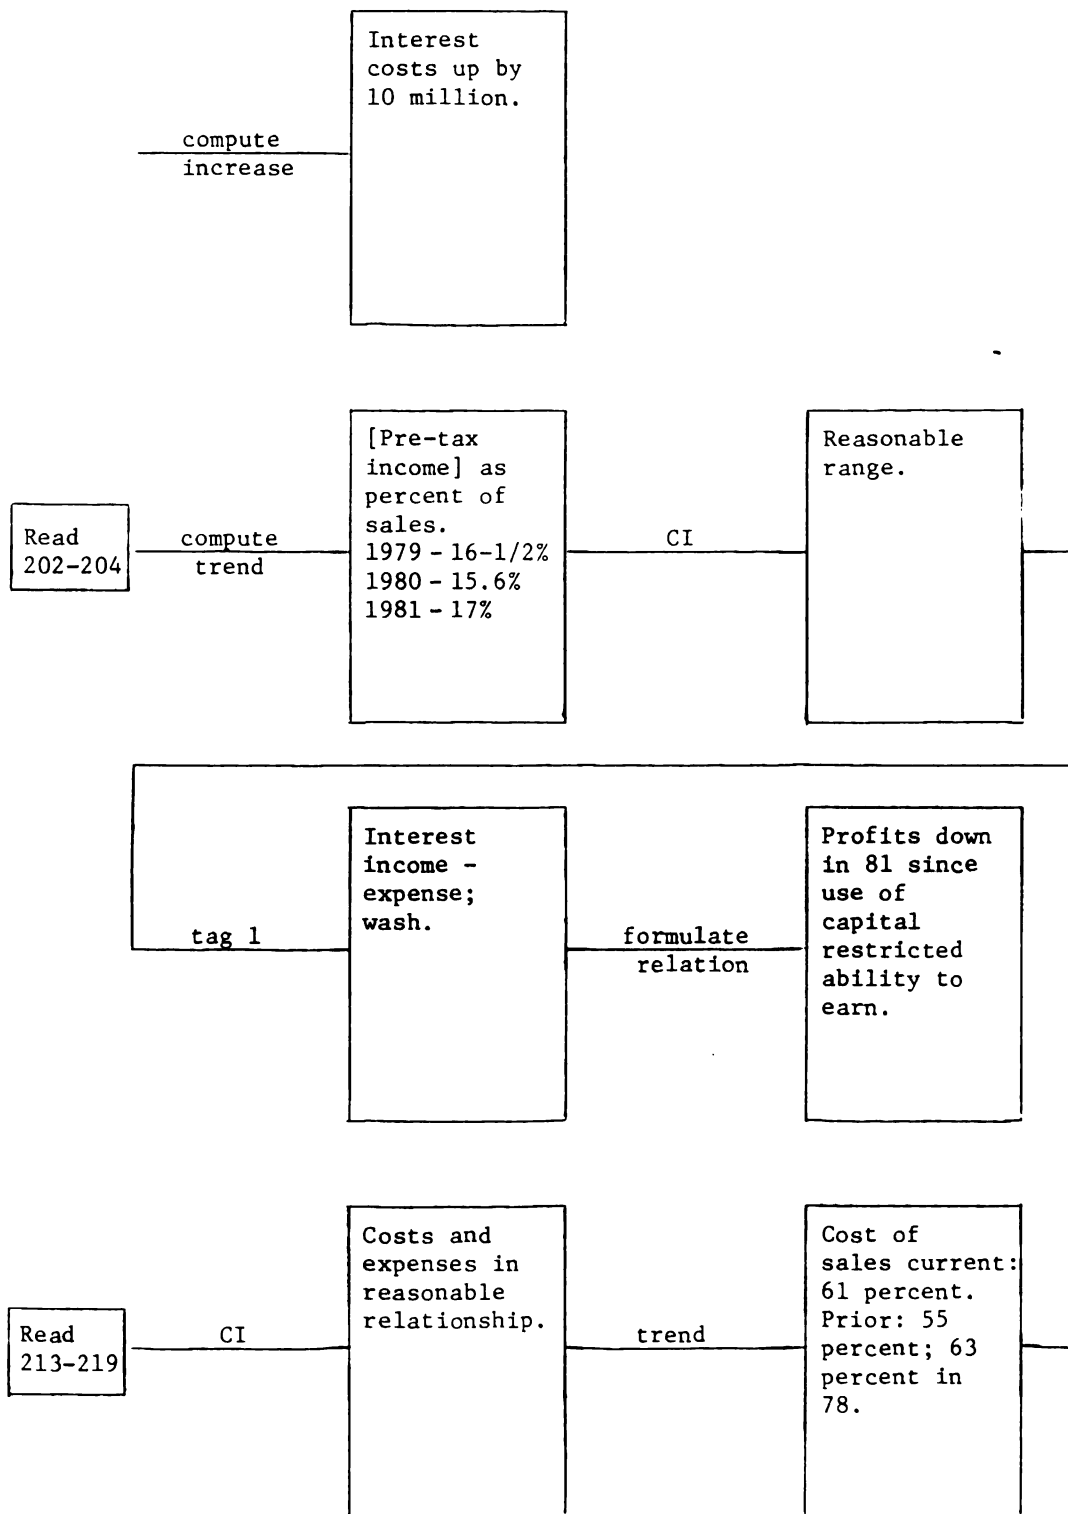 Interest
costs up by
10 million.
compute
increase
[Pre-tax
income] as
percent of
sales.
1979 - 16-1/2%
1980 - 15.6%
1981 - 17%
Reasonable
range.
Read
202-204
compute
trend
CI
Interest
income -
expense;
wash.
Profits down
in 81 since
use of
capital
restricted
ability to
earn.
tag 1
formulate
relation
Costs and
expenses in
reasonable
relationship.
Cost of
sales current:
61 percent.
Prior: 55
percent; 63
percent in
78.
Read
213-219
CI
trend